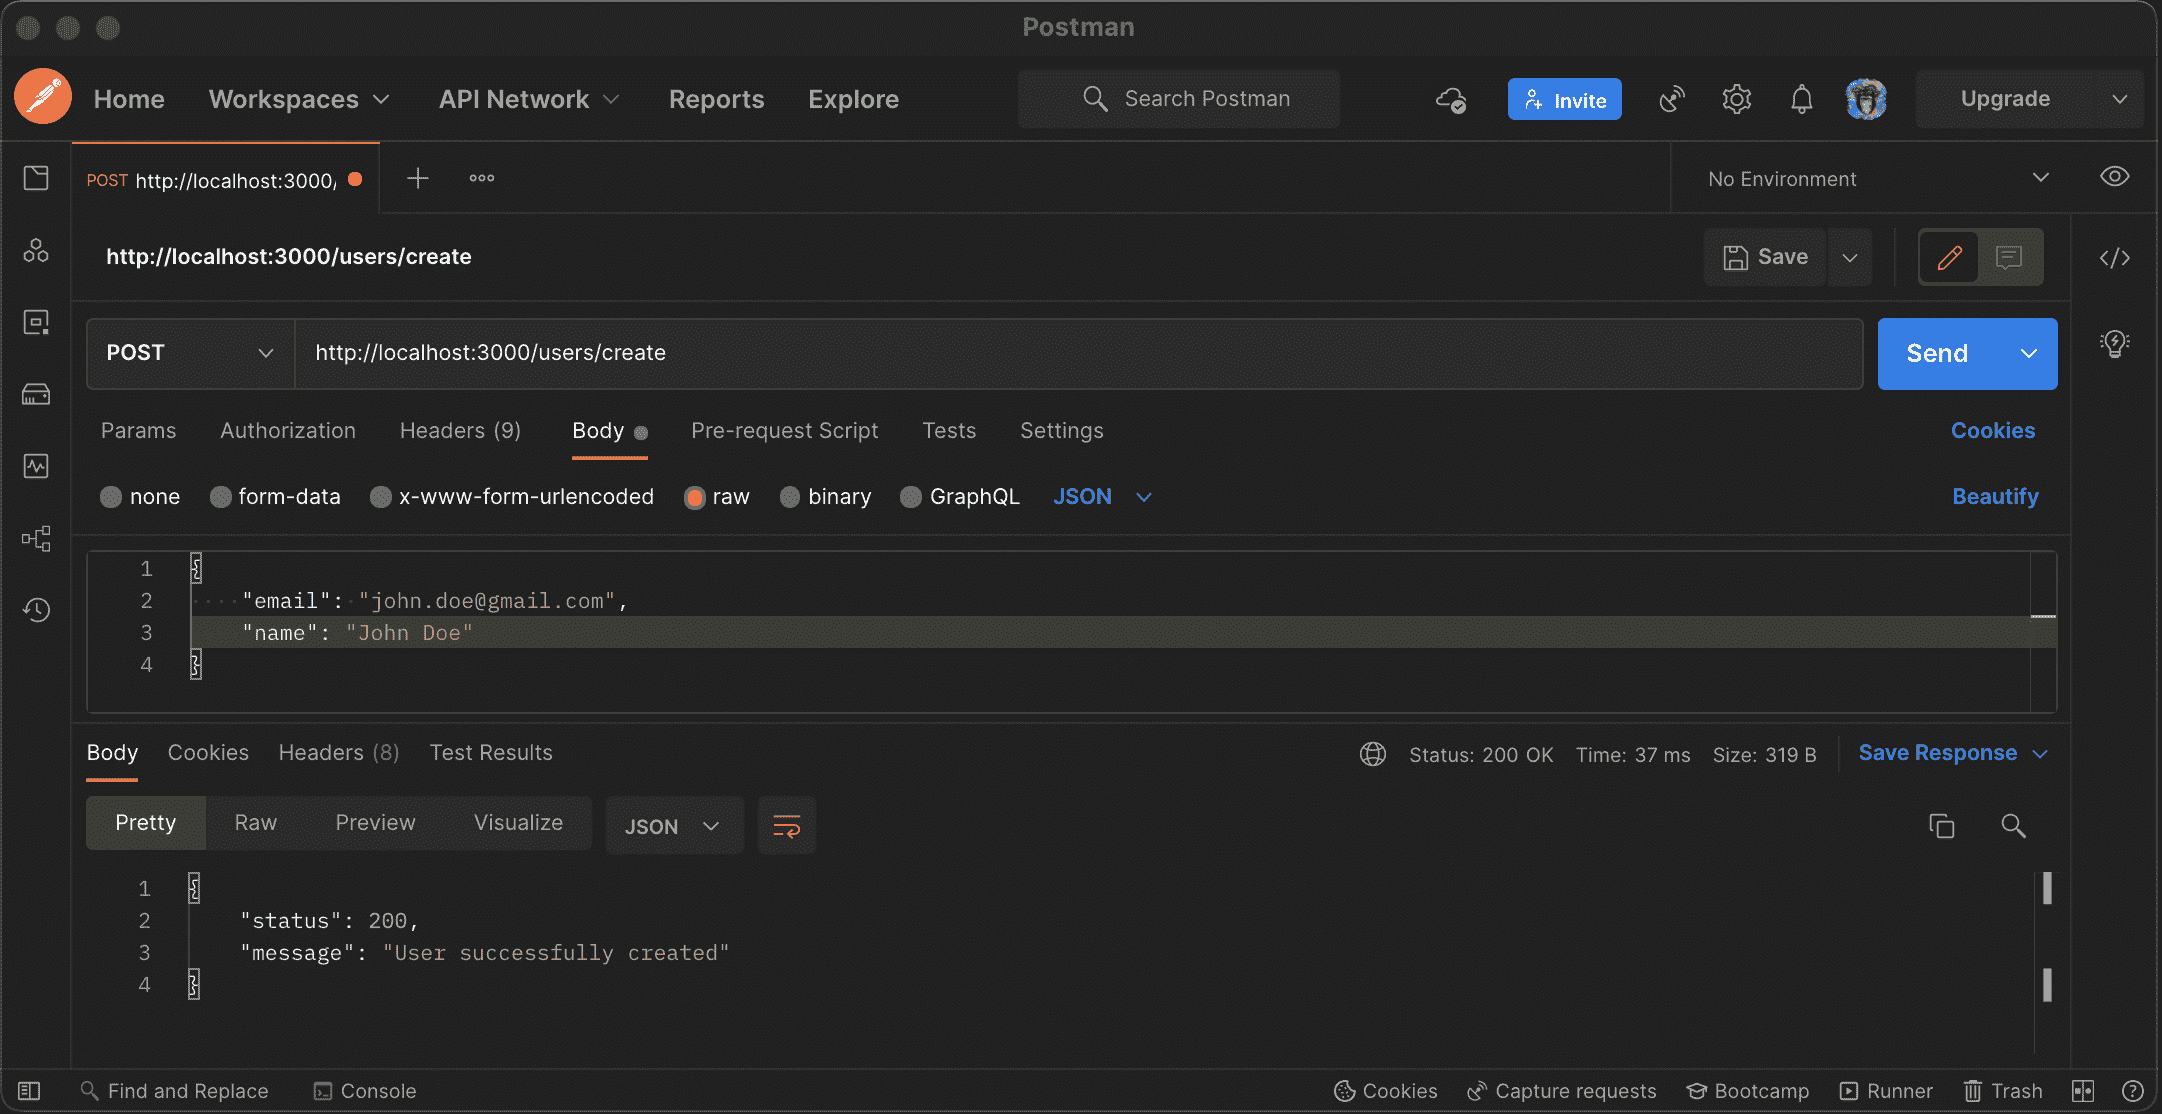 Postman
Home Workspaces API Network Reports Explore Search Postman Invite Upgrade
POST http://localhost:3000/ No Environment
http://localhost:3000/users/create Save
POST http://localhost:3000/users/create Send
Params Authorization Headers (9) Body Pre-request Script Tests Settings Cookies
none form-data x-www-form-urlencoded raw binary GraphQL JSON Beautify
1 {
2 "email": "john.doe@gmail.com",
3 "name": "John Doe"
4 }
Body Cookies Headers (8) Test Results Status: 200 OK Time: 37 ms Size: 319 B Save Response
Pretty Raw Preview Visualize JSON
1 {
2 "status": 200,
3 "message": "User successfully created"
4 }
Find and Replace Console Cookies Capture requests Bootcamp Runner Trash